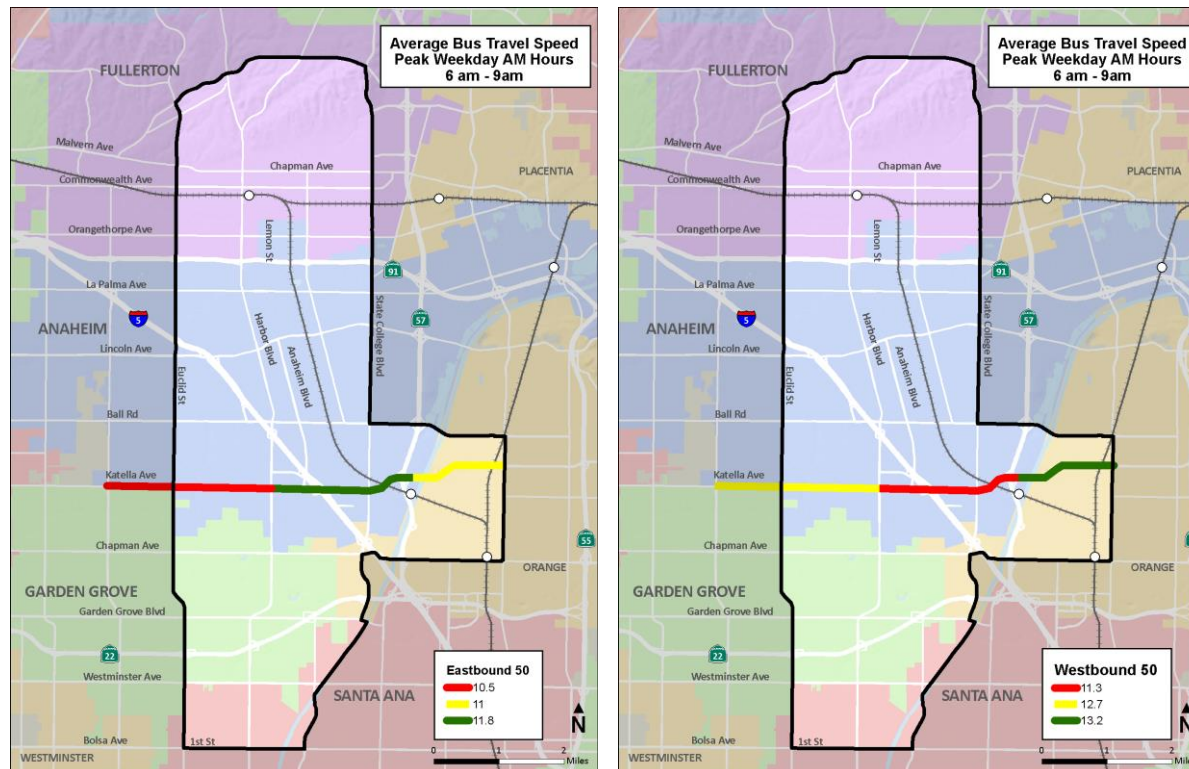 Average Bus Travel Speed
Peak Weekday AM Hours
6 am - 9am
FULLERTON
Malvern Ave
Chapman Ave
Commonwealth Ave
PLACENTIA
Orangethorpe Ave
Lemon St
91
La Palma Ave
State College Blvd
5
57
ANAHEIM
Harbor Blvd
Anaheim Blvd
Lincoln Ave
Euclid St
Ball Rd
Katella Ave
55
Chapman Ave
ORANGE
GARDEN GROVE
Garden Grove Blvd
22
Westminster Ave
Eastbound 50
10.5
11
11.8
SANTA ANA
N
Bolsa Ave
1st St
WESTMINSTER
0 1 2
Miles
Average Bus Travel Speed
Peak Weekday AM Hours
6 am - 9am
FULLERTON
Malvern Ave
Chapman Ave
Commonwealth Ave
PLACENTIA
Orangethorpe Ave
Lemon St
91
La Palma Ave
State College Blvd
5
57
ANAHEIM
Harbor Blvd
Anaheim Blvd
Lincoln Ave
Euclid St
Ball Rd
Katella Ave
Chapman Ave
ORANGE
GARDEN GROVE
Garden Grove Blvd
22
Westminster Ave
Westbound 50
11.3
12.7
13.2
SANTA ANA
N
Bolsa Ave
1st St
WESTMINSTER
0 1 2
Miles